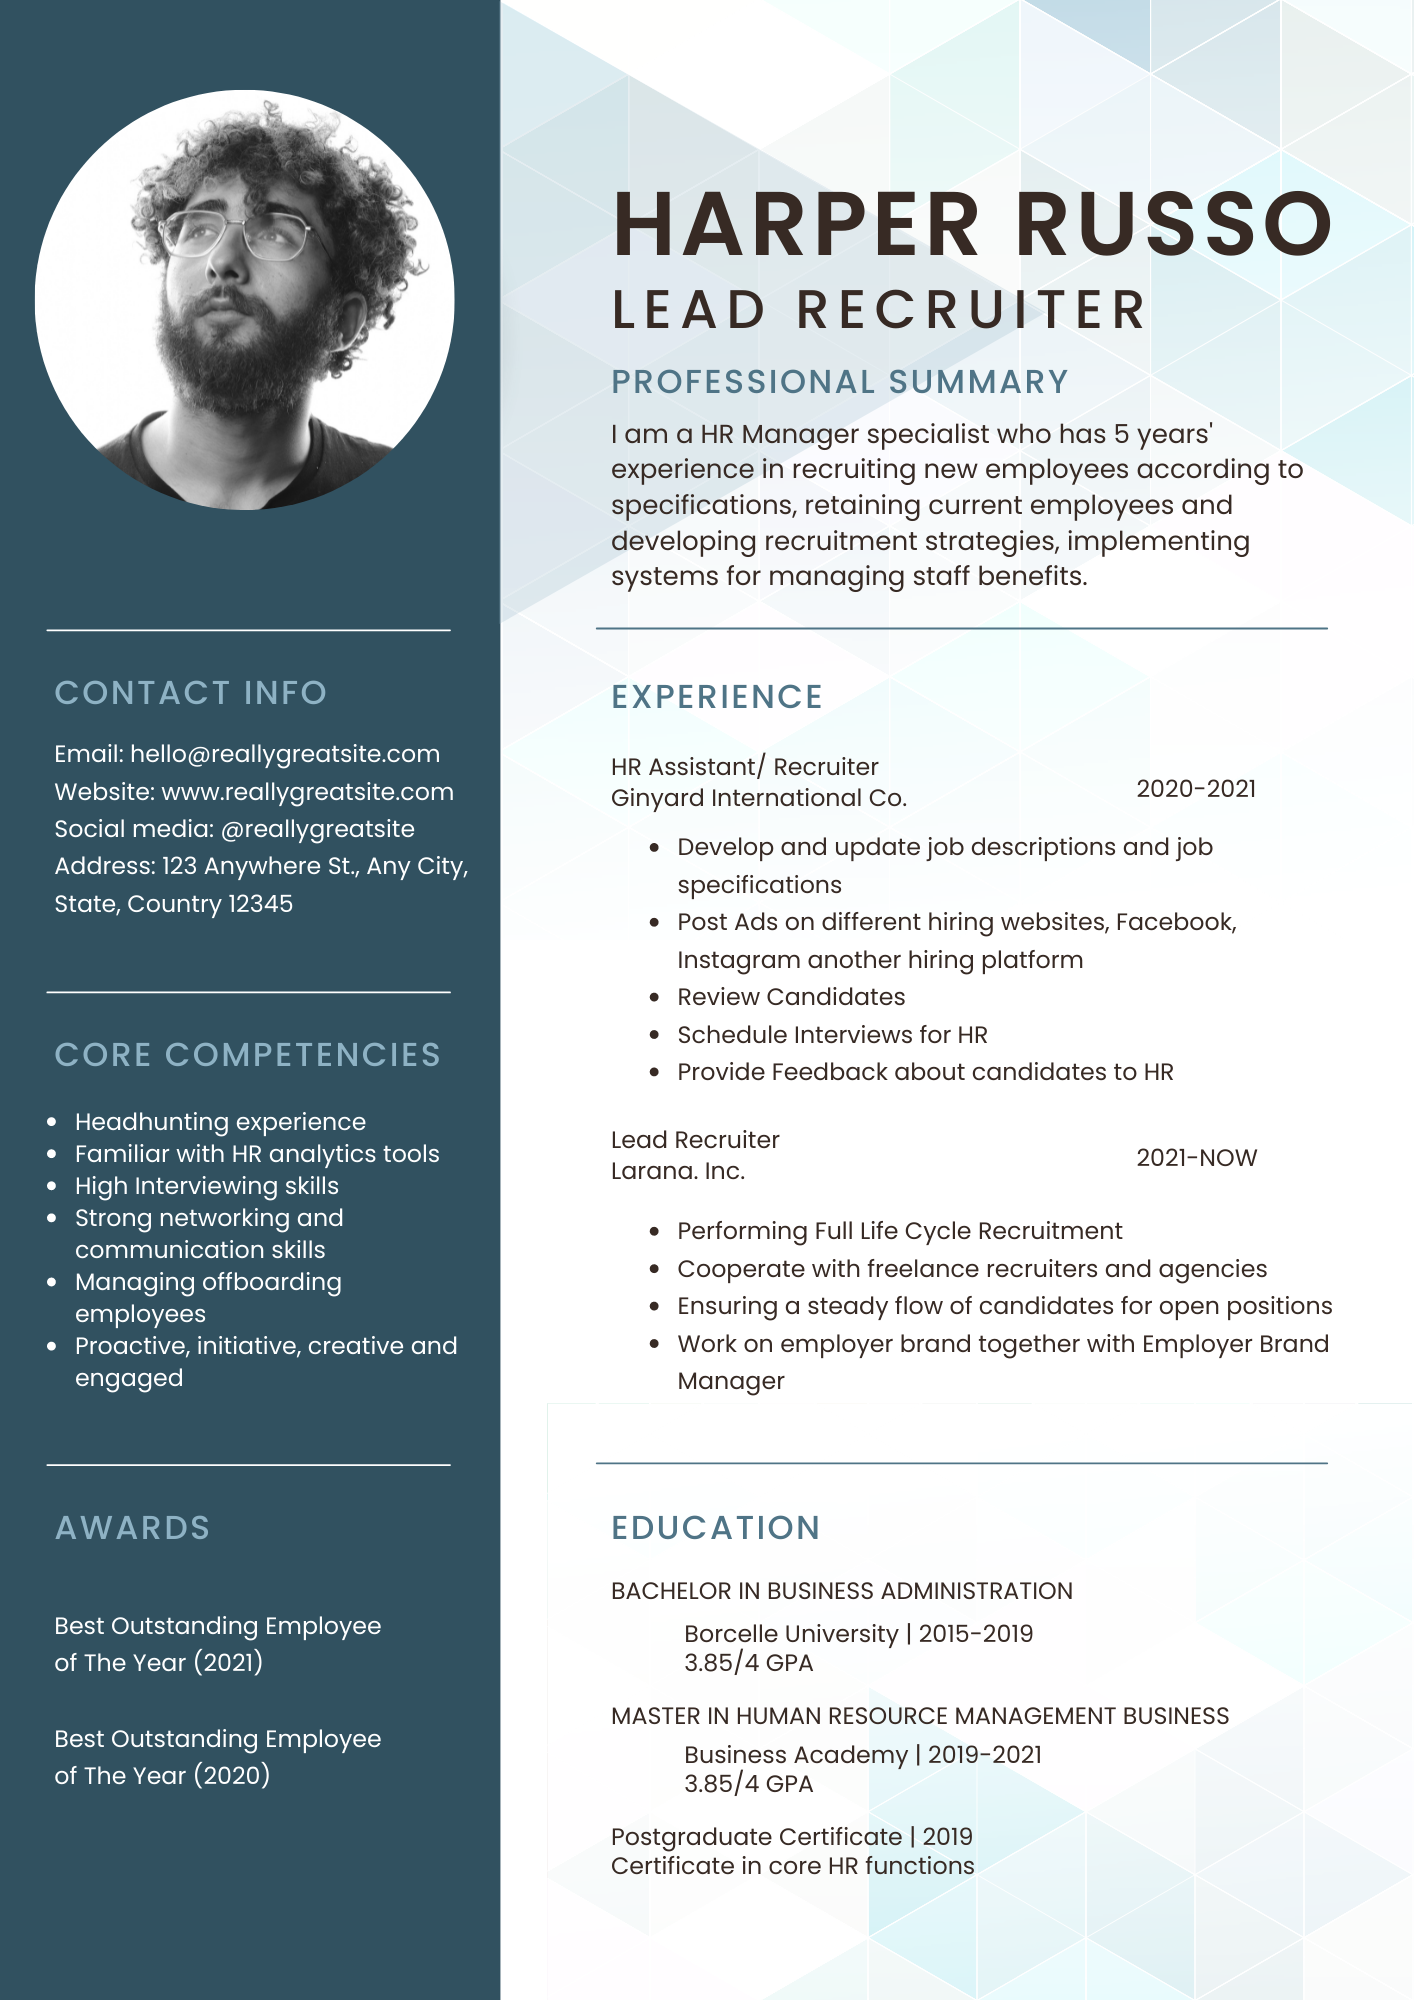 HARPER RUSSO
LEAD RECRUITER
PROFESSIONAL SUMMARY
I am a HR Manager specialist who has 5 years'
experience in recruiting new employees according to
specifications, retaining current employees and
developing recruitment strategies, implementing
systems for managing staff benefits.
CONTACT INFO
Email: hello@reallygreatsite.com
Website: www.reallygreatsite.com
Social media: @reallygreatsite
Address: 123 Anywhere St., Any City,
State, Country 12345
CORE COMPETENCIES
• Headhunting experience
• Familiar with HR analytics tools
• High Interviewing skills
• Strong networking and
communication skills
• Managing offboarding
employees
• Proactive, initiative, creative and
engaged
AWARDS
Best Outstanding Employee
of The Year (2021)
Best Outstanding Employee
of The Year (2020)
EXPERIENCE
HR Assistant/ Recruiter
Ginyard International Co.
2020-2021
• Develop and update job descriptions and job
specifications
• Post Ads on different hiring websites, Facebook,
Instagram another hiring platform
• Review Candidates
• Schedule Interviews for HR
• Provide Feedback about candidates to HR
Lead Recruiter
Larana. Inc.
2021-NOW
• Performing Full Life Cycle Recruitment
• Cooperate with freelance recruiters and agencies
• Ensuring a steady flow of candidates for open positions
• Work on employer brand together with Employer Brand
Manager
EDUCATION
BACHELOR IN BUSINESS ADMINISTRATION
Borcelle University | 2015-2019
3.85/4 GPA
MASTER IN HUMAN RESOURCE MANAGEMENT BUSINESS
Business Academy | 2019-2021
3.85/4 GPA
Postgraduate Certificate | 2019
Certificate in core HR functions